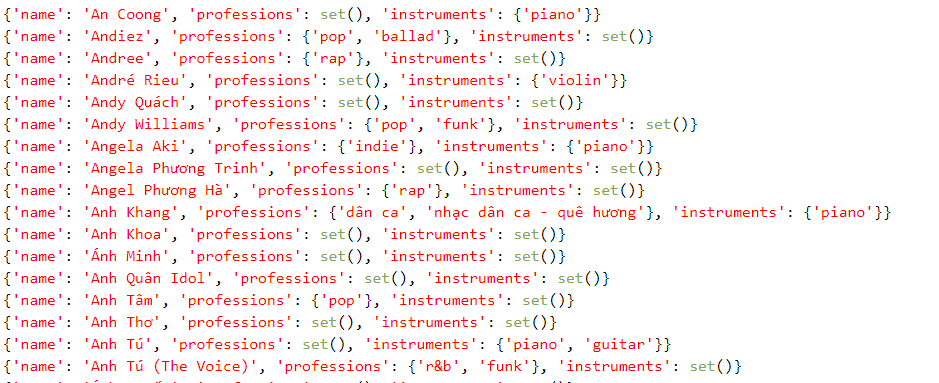 {'name': 'An Coong', 'professions': set(), 'instruments': {'piano'}}
{'name': 'Andiez', 'professions': {'pop', 'ballad'}, 'instruments': set()}
{'name': 'Andree', 'professions': {'rap'}, 'instruments': set()}
{'name': 'André Rieu', 'professions': set(), 'instruments': {'violin'}}
{'name': 'Andy Quách', 'professions': set(), 'instruments': set()}
{'name': 'Andy Williams', 'professions': {'pop', 'funk'}, 'instruments': set()}
{'name': 'Angela Aki', 'professions': {'indie'}, 'instruments': {'piano'}}
{'name': 'Angela Phương Trinh', 'professions': set(), 'instruments': set()}
{'name': 'Angel Phương Hà', 'professions': {'rap'}, 'instruments': set()}
{'name': 'Anh Khang', 'professions': {'dân ca', 'nhạc dân ca - quê hương'}, 'instruments': {'piano'}}
{'name': 'Anh Khoa', 'professions': set(), 'instruments': set()}
{'name': 'Ánh Minh', 'professions': set(), 'instruments': set()}
{'name': 'Anh Quân Idol', 'professions': set(), 'instruments': set()}
{'name': 'Anh Tâm', 'professions': {'pop'}, 'instruments': set()}
{'name': 'Anh Thơ', 'professions': set(), 'instruments': set()}
{'name': 'Anh Tú', 'professions': set(), 'instruments': {'piano', 'guitar'}}
{'name': 'Anh Tú (The Voice)', 'professions': {'r&b', 'funk'}, 'instruments': set()}